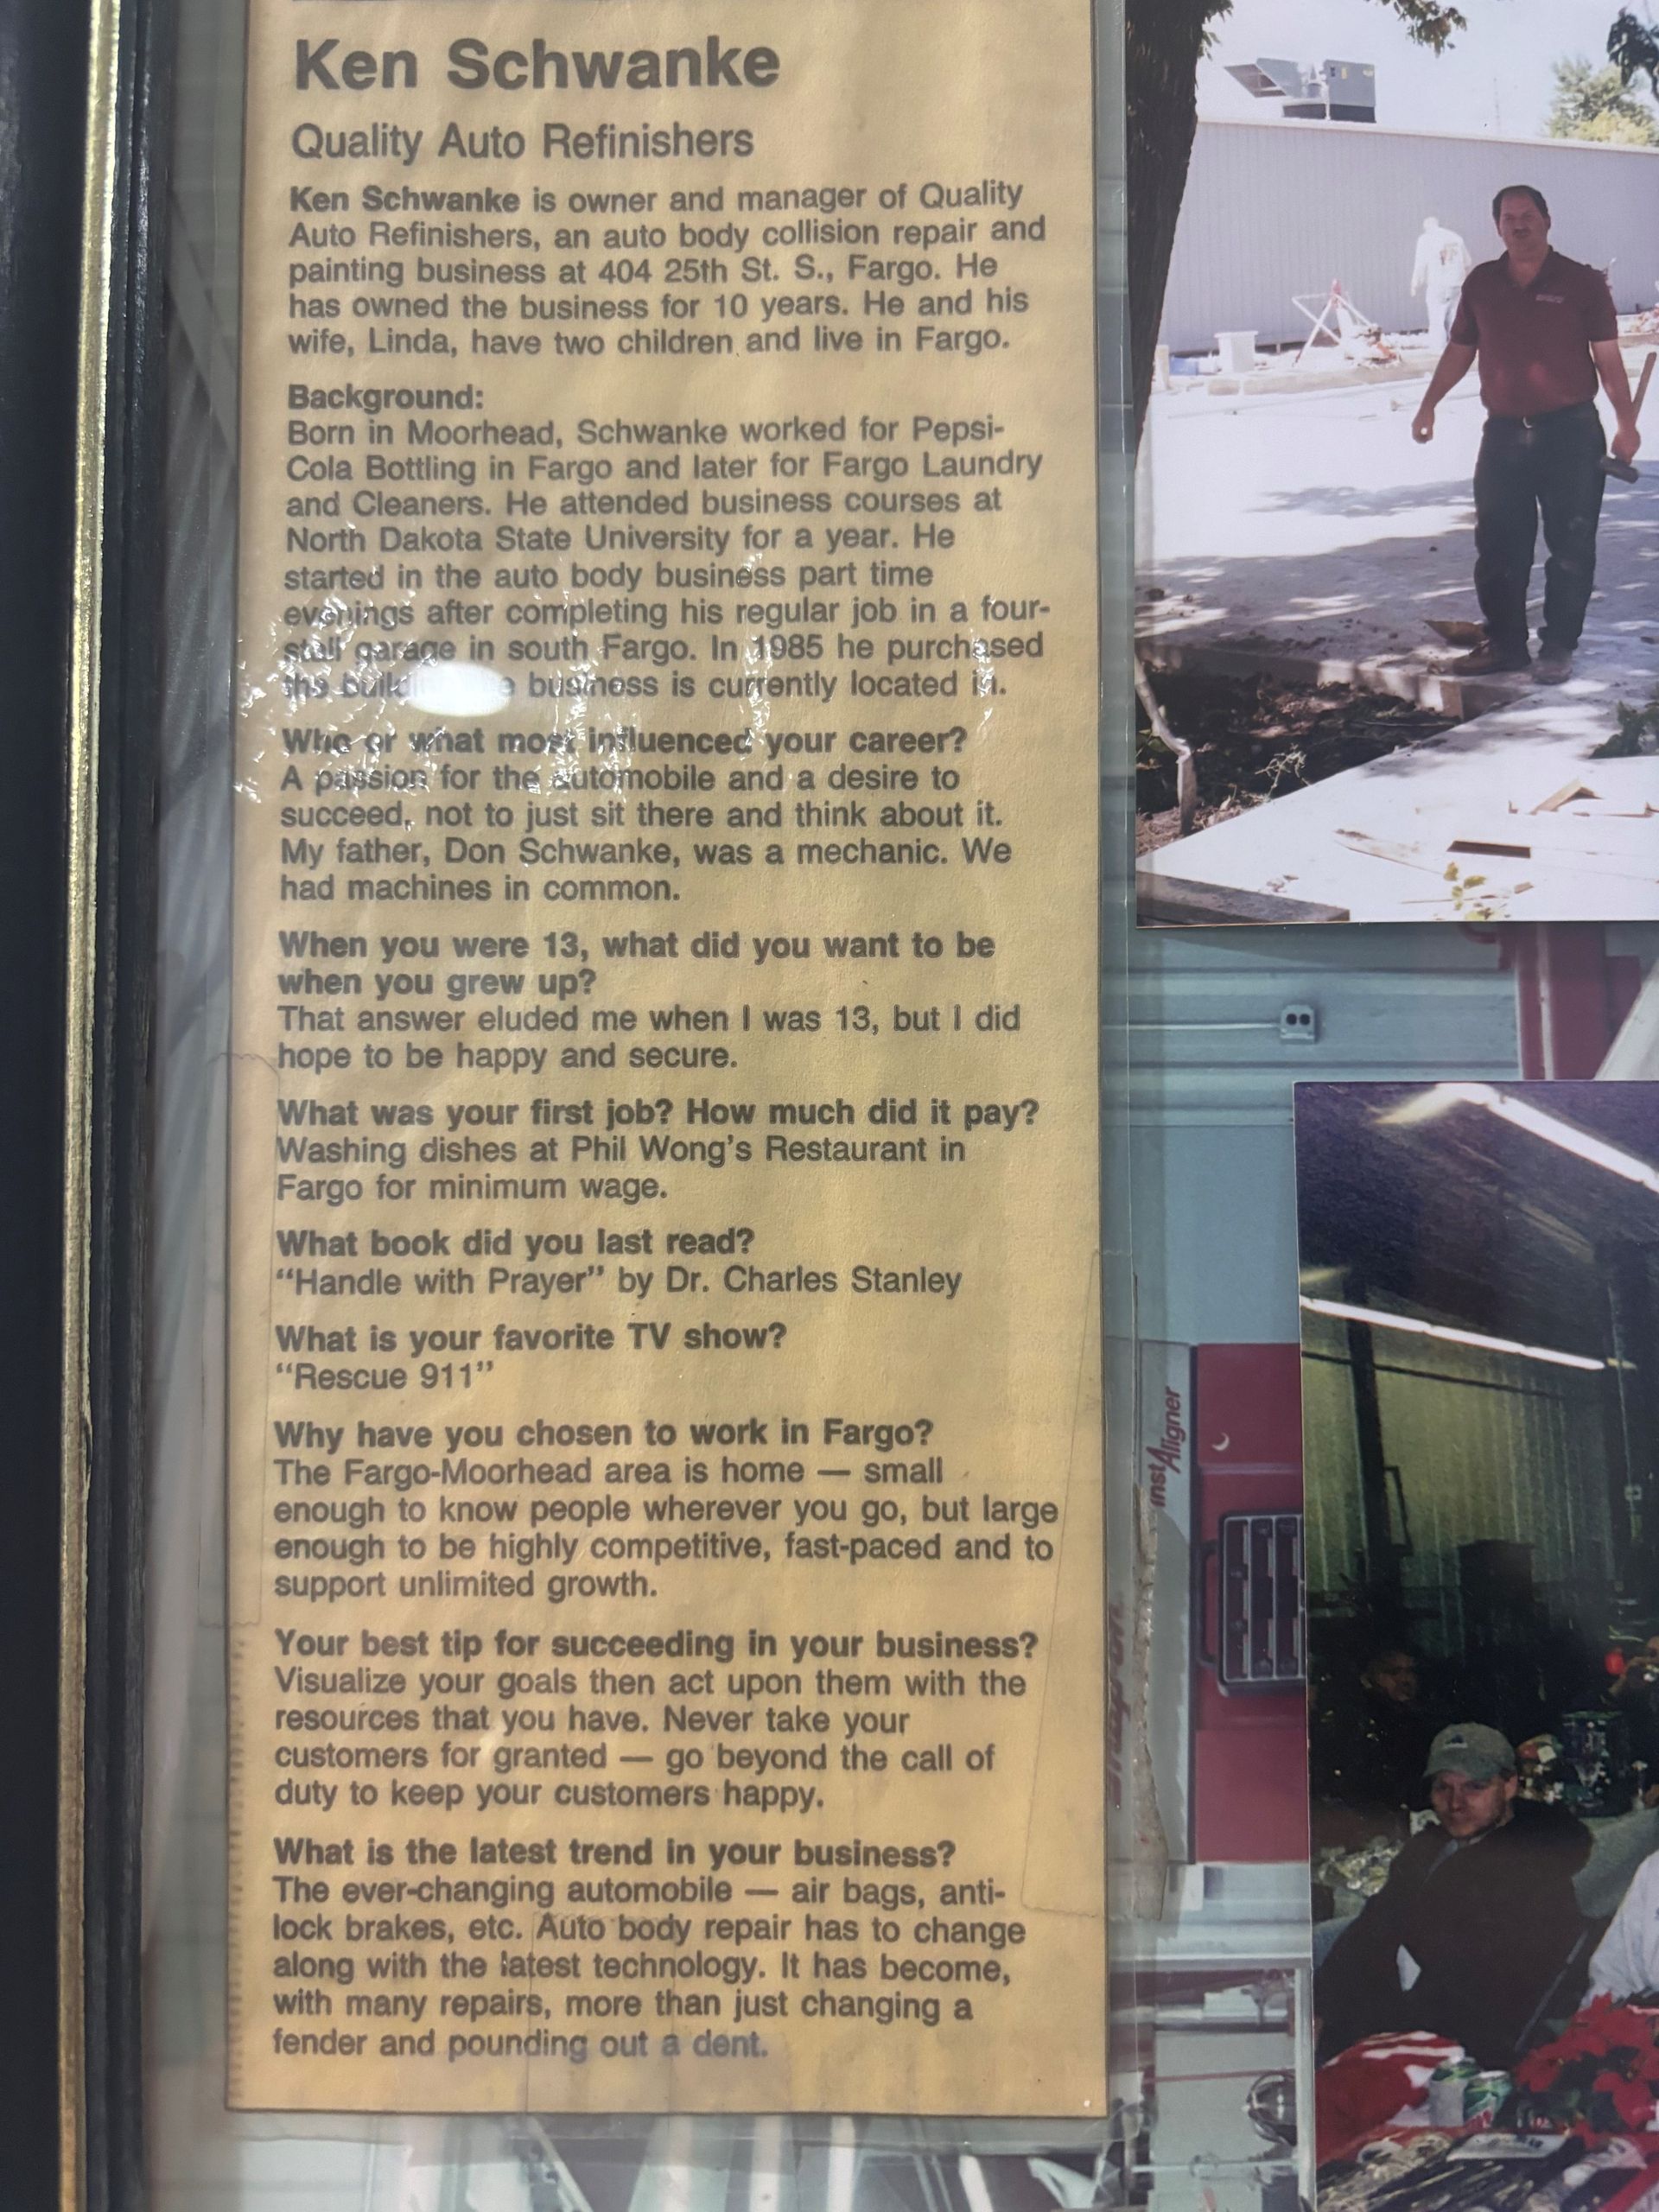 Ken Schwanke
Quality Auto Refinishers
Ken Schwanke is owner and manager of Quality
Auto Refinishers, an auto body collision repair and
painting business at 404 25th St. S., Fargo. He
has owned the business for 10 years. He and his
wife, Linda, have two children and live in Fargo.
Background:
Born in Moorhead, Schwanke worked for Pepsi-
Cola Bottling in Fargo and later for Fargo Laundry
and Cleaners. He attended business courses at
North Dakota State University for a year. He
started in the auto body business part time
evenings after completing his regular job in a four-
stall garage in south Fargo. In 1985 he purchased
the business is currently located in.
Who or what most influenced your career?
A passion for the automobile and a desire to
succeed, not to just sit there and think about it.
My father, Don Schwanke, was a mechanic. We
had machines in common.
When you were 13, what did you want to be
when you grew up?
That answer eluded me when I was 13, but I did
hope to be happy and secure.
What was your first job? How much did it pay?
Washing dishes at Phil Wong's Restaurant in
Fargo for minimum wage.
What book did you last read?
“Handle with Prayer” by Dr. Charles Stanley
What is your favorite TV show?
“Rescue 911”
Why have you chosen to work in Fargo?
The Fargo-Moorhead area is home — small
enough to know people wherever you go, but large
enough to be highly competitive, fast-paced and to
support unlimited growth.
Your best tip for succeeding in your business?
Visualize your goals then act upon them with the
resources that you have. Never take your
customers for granted — go beyond the call of
duty to keep your customers happy.
What is the latest trend in your business?
The ever-changing automobile — air bags, anti-
lock brakes, etc. Auto body repair has to change
along with the latest technology. It has become,
with many repairs, more than just changing a
fender and pounding out a dent.
instAligner